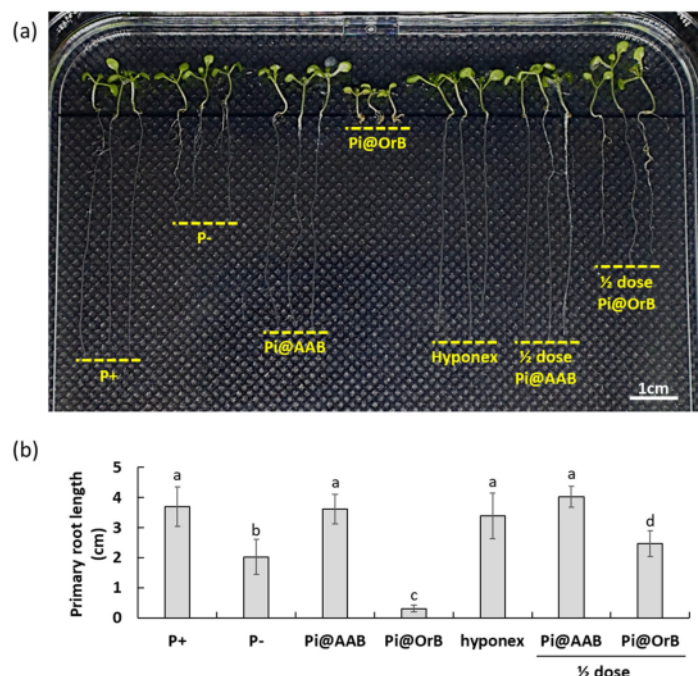 (a)
Pi@OrB
P-
½ dose
Pi@OrB
P+
Pi@AAB
Hyponex
½ dose
Pi@AAB
1cm
(b)
Primary root length
(cm)
5
4
3
2
1
0
a
b
a
c
a
a
d
P+
P-
Pi@AAB
Pi@OrB
hyponex
Pi@AAB
Pi@OrB
½ dose